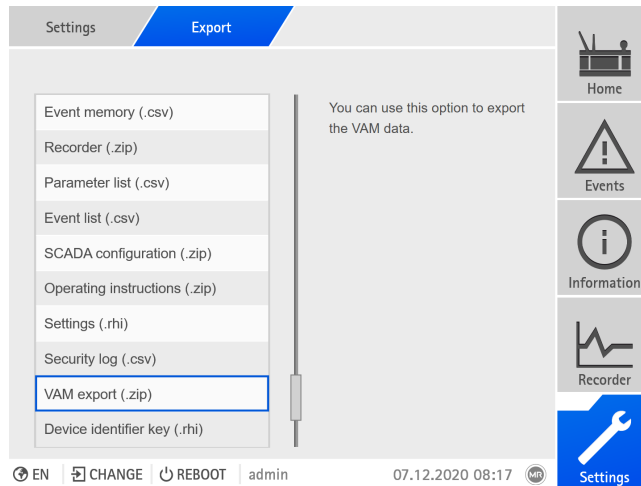 Settings
Export
Home
Event memory (.csv)
Recorder (.zip)
Parameter list (.csv)
Event list (.csv)
SCADA configuration (.zip)
Operating instructions (.zip)
Settings (.rhi)
Security log (.csv)
VAM export (.zip)
Device identifier key (.rhi)
You can use this option to export
the VAM data.
Events
Information
Recorder
Settings
EN CHANGE REBOOT admin 07.12.2020 08:17 MR